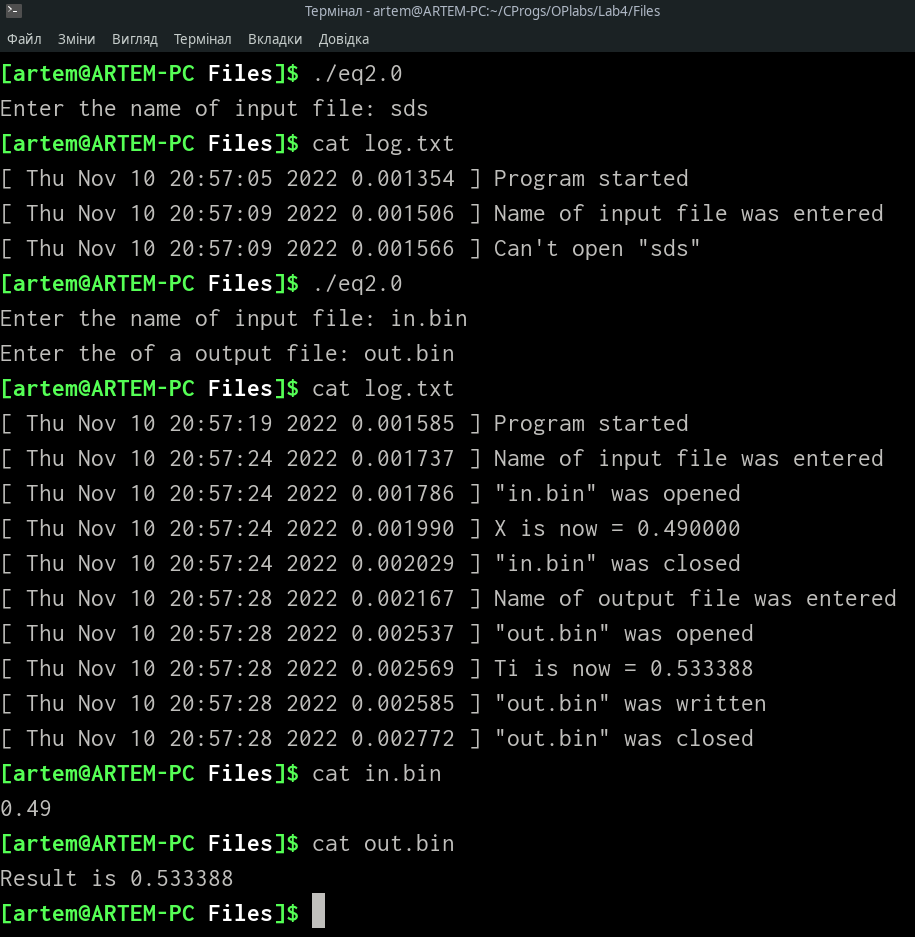 Термінал - artem@ARTEM-PC:~/CProgs/OPlabs/Lab4/Files
Файл Зміни Вигляд Термінал Вкладки Довідка
[artem@ARTEM-PC Files]$ ./eq2.0
Enter the name of input file: sds
[artem@ARTEM-PC Files]$ cat log.txt
[ Thu Nov 10 20:57:05 2022 0.001354 ] Program started
[ Thu Nov 10 20:57:09 2022 0.001506 ] Name of input file was entered
[ Thu Nov 10 20:57:09 2022 0.001566 ] Can't open "sds"
[artem@ARTEM-PC Files]$ ./eq2.0
Enter the name of input file: in.bin
Enter the of a output file: out.bin
[artem@ARTEM-PC Files]$ cat log.txt
[ Thu Nov 10 20:57:19 2022 0.001585 ] Program started
[ Thu Nov 10 20:57:24 2022 0.001737 ] Name of input file was entered
[ Thu Nov 10 20:57:24 2022 0.001786 ] "in.bin" was opened
[ Thu Nov 10 20:57:24 2022 0.001990 ] X is now = 0.490000
[ Thu Nov 10 20:57:24 2022 0.002029 ] "in.bin" was closed
[ Thu Nov 10 20:57:28 2022 0.002167 ] Name of output file was entered
[ Thu Nov 10 20:57:28 2022 0.002537 ] "out.bin" was opened
[ Thu Nov 10 20:57:28 2022 0.002569 ] Ti is now = 0.533388
[ Thu Nov 10 20:57:28 2022 0.002585 ] "out.bin" was written
[ Thu Nov 10 20:57:28 2022 0.002772 ] "out.bin" was closed
[artem@ARTEM-PC Files]$ cat in.bin
0.49
[artem@ARTEM-PC Files]$ cat out.bin
Result is 0.533388
[artem@ARTEM-PC Files]$